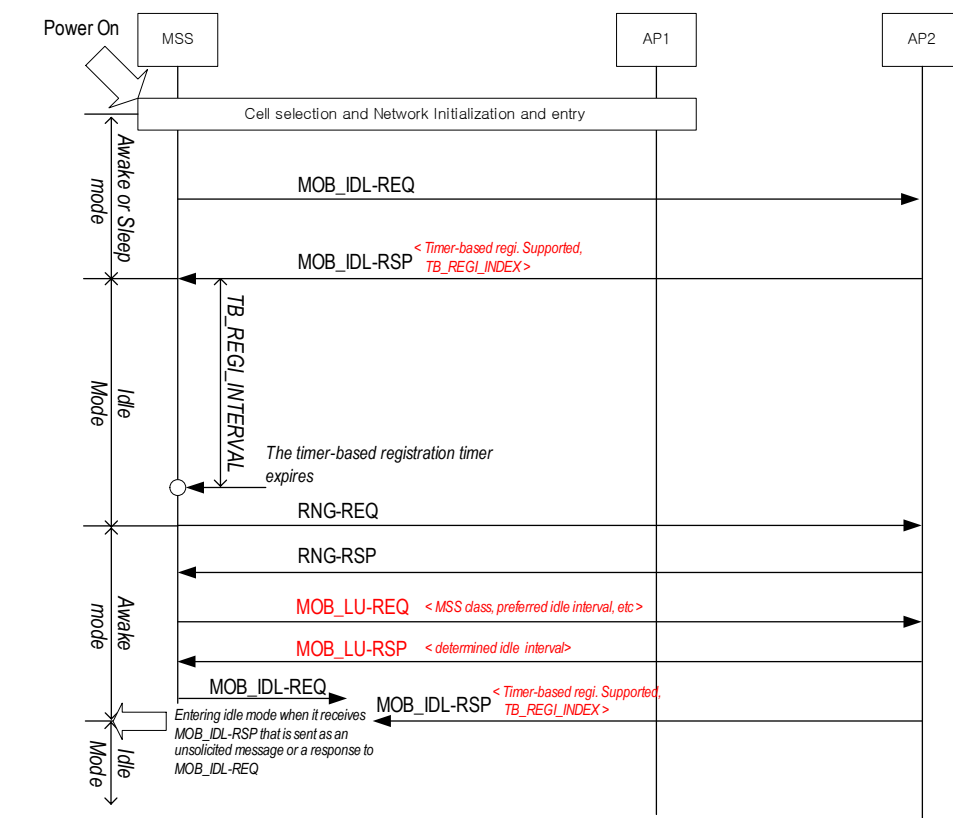 Power On
MSS
AP1
AP2
Cell selection and Network Initialization and entry
Awake or Sleep
mode
MOB_IDL-REQ
MOB_IDL-RSP
< Timer-based regi. Supported,
TB_REGI_INDEX >
TB_REGI_INTERVAL
Idle
Mode
The timer-based registration timer
expires
RNG-REQ
RNG-RSP
Awake
mode
MOB_LU-REQ < MSS class, preferred idle interval, etc >
MOB_LU-RSP < determined idle interval>
MOB_IDL-REQ
MOB_IDL-RSP
< Timer-based regi. Supported,
TB_REGI_INDEX >
Entering idle mode when it receives
MOB_IDL-RSP that is sent as an
unsolicited message or a response to
MOB_IDL-REQ
Idle
Mode